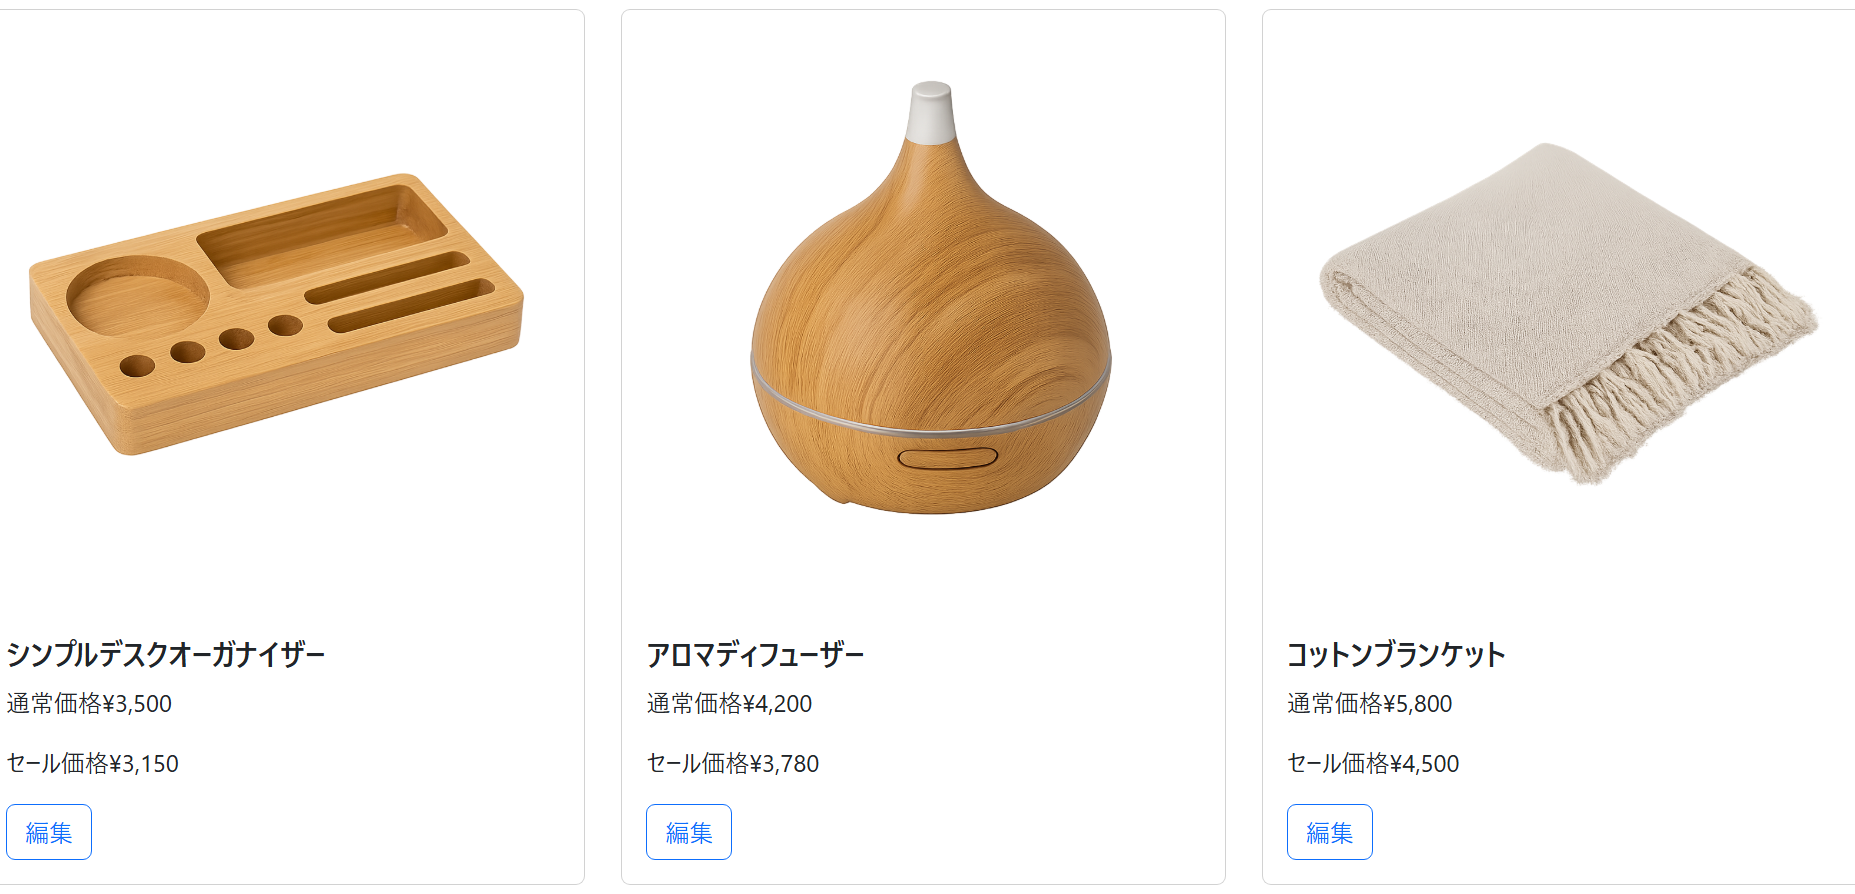 シンプルデスクオーガナイザー
通常価格¥3,500
セール価格¥3,150
編集
アロマディフューザー
通常価格¥4,200
セール価格¥3,780
編集
コットンブランケット
通常価格¥5,800
セール価格¥4,500
編集